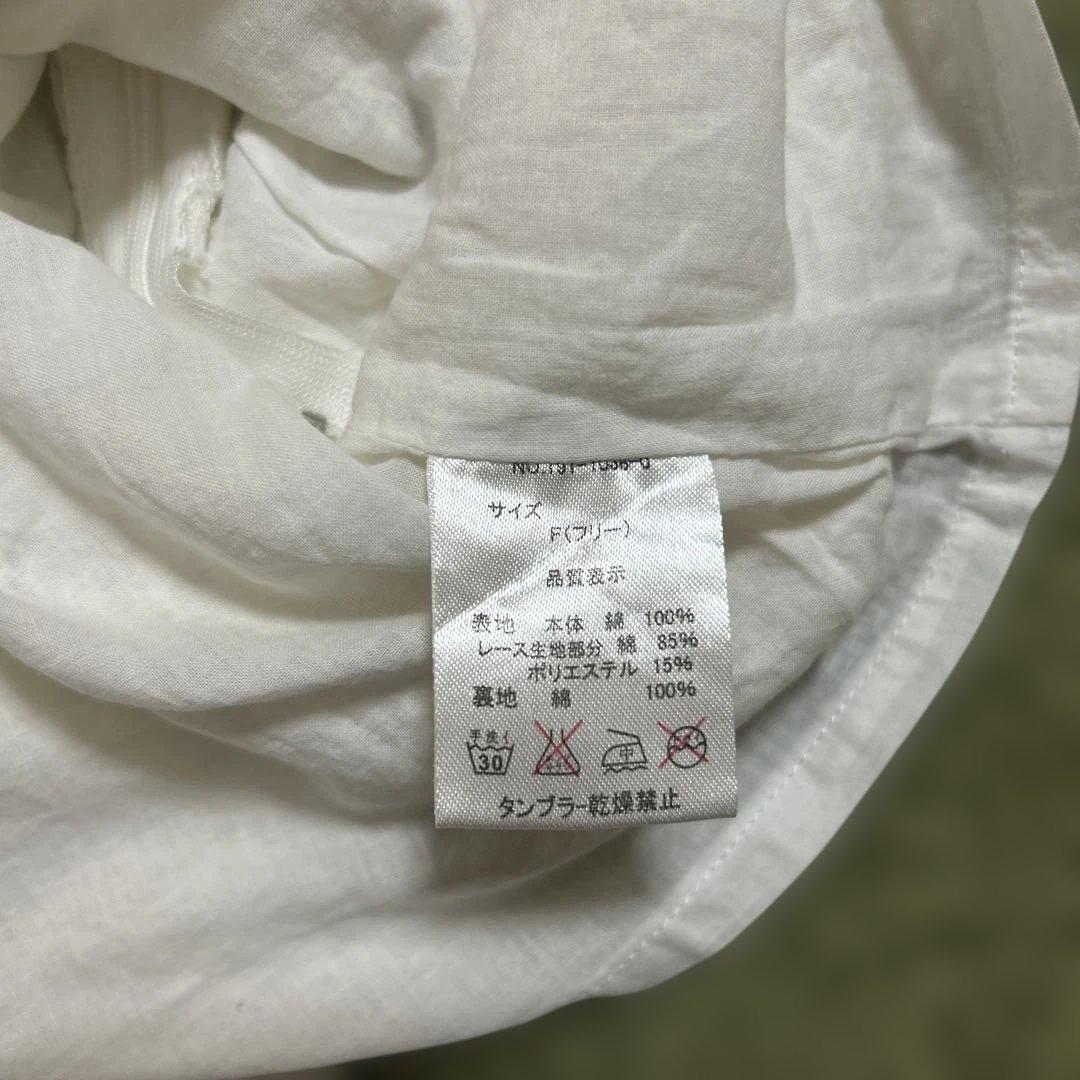 サイズ
F(フリー)
品質表示
表地 本体 綿 100%
レース生地部分 綿 85%
ポリエステル 15%
裏地 綿 100%
手洗イ 30 中
タンブラー乾燥禁止